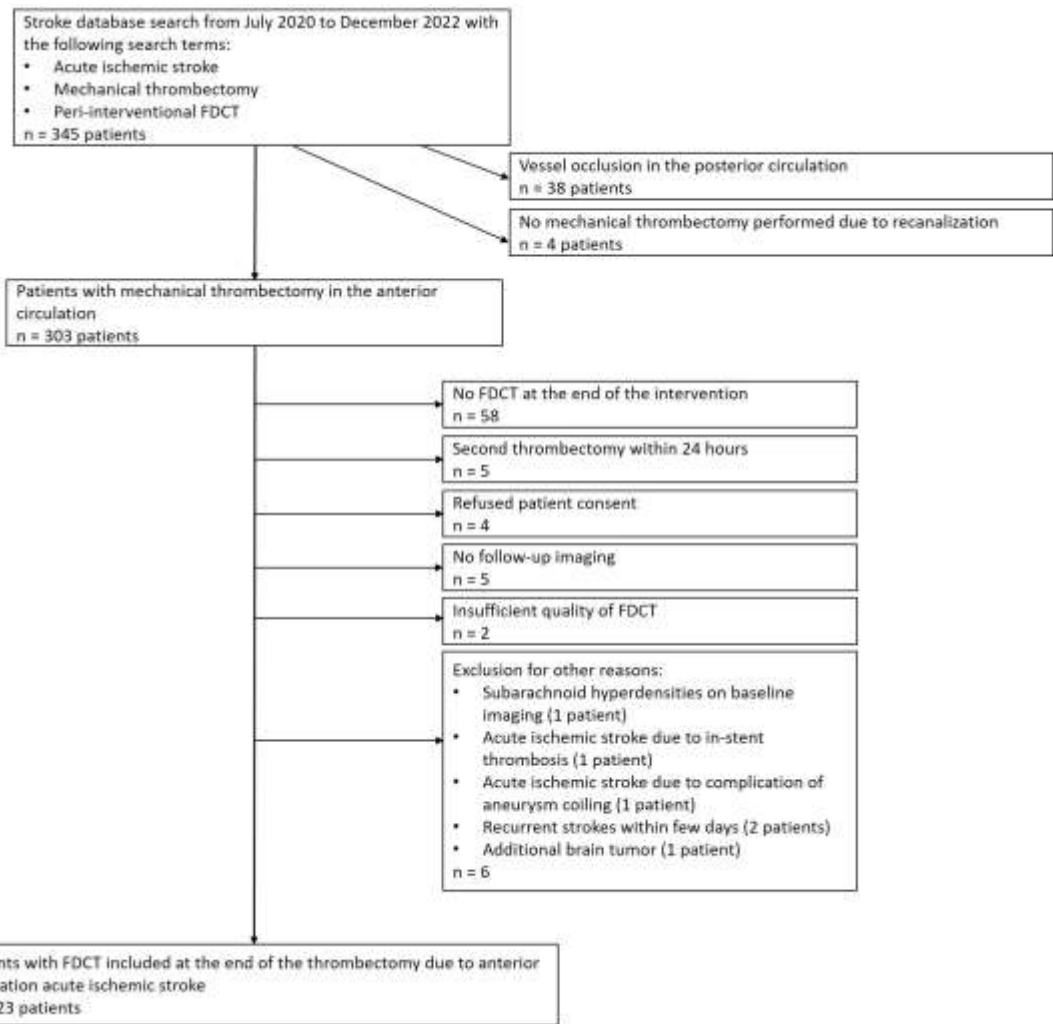 Stroke database search from July 2020 to December 2022 with
the following search terms:
• Acute ischemic stroke
• Mechanical thrombectomy
• Peri-interventional FDCT
n = 345 patients
Vessel occlusion in the posterior circulation
n = 38 patients
No mechanical thrombectomy performed due to recanalization
n = 4 patients
Patients with mechanical thrombectomy in the anterior
circulation
n = 303 patients
No FDCT at the end of the intervention
n = 58
Second thrombectomy within 24 hours
n = 5
Refused patient consent
n = 4
No follow-up imaging
n = 5
Insufficient quality of FDCT
n = 2
Exclusion for other reasons:
• Subarachnoid hyperdensities on baseline
imaging (1 patient)
• Acute ischemic stroke due to in-stent
thrombosis (1 patient)
• Acute ischemic stroke due to complication of
aneurysm coiling (1 patient)
• Recurrent strokes within few days (2 patients)
• Additional brain tumor (1 patient)
n = 6
nts with FDCT included at the end of the thrombectomy due to anterior
ation acute ischemic stroke
23 patients